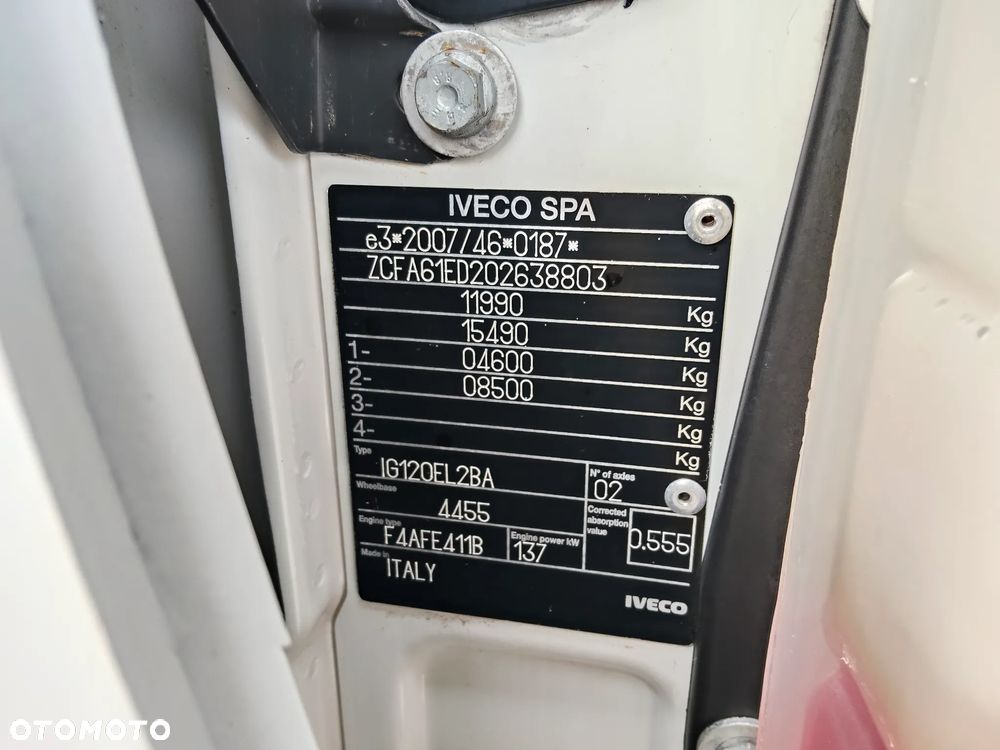 IVECO SPA
e3*2007/46*0187*
ZCFA61ED202638803
11990 Kg
15490 Kg
1- 04600 Kg
2- 08500 Kg
3- Kg
4- Kg
Type IG120EL2BA
N° of axles 02
Wheelbase 4455
Corrected absorption value 0.555
Engine type F4AFE411B
Engine power kW 137
Made in ITALY
IVECO
OTOMOTO